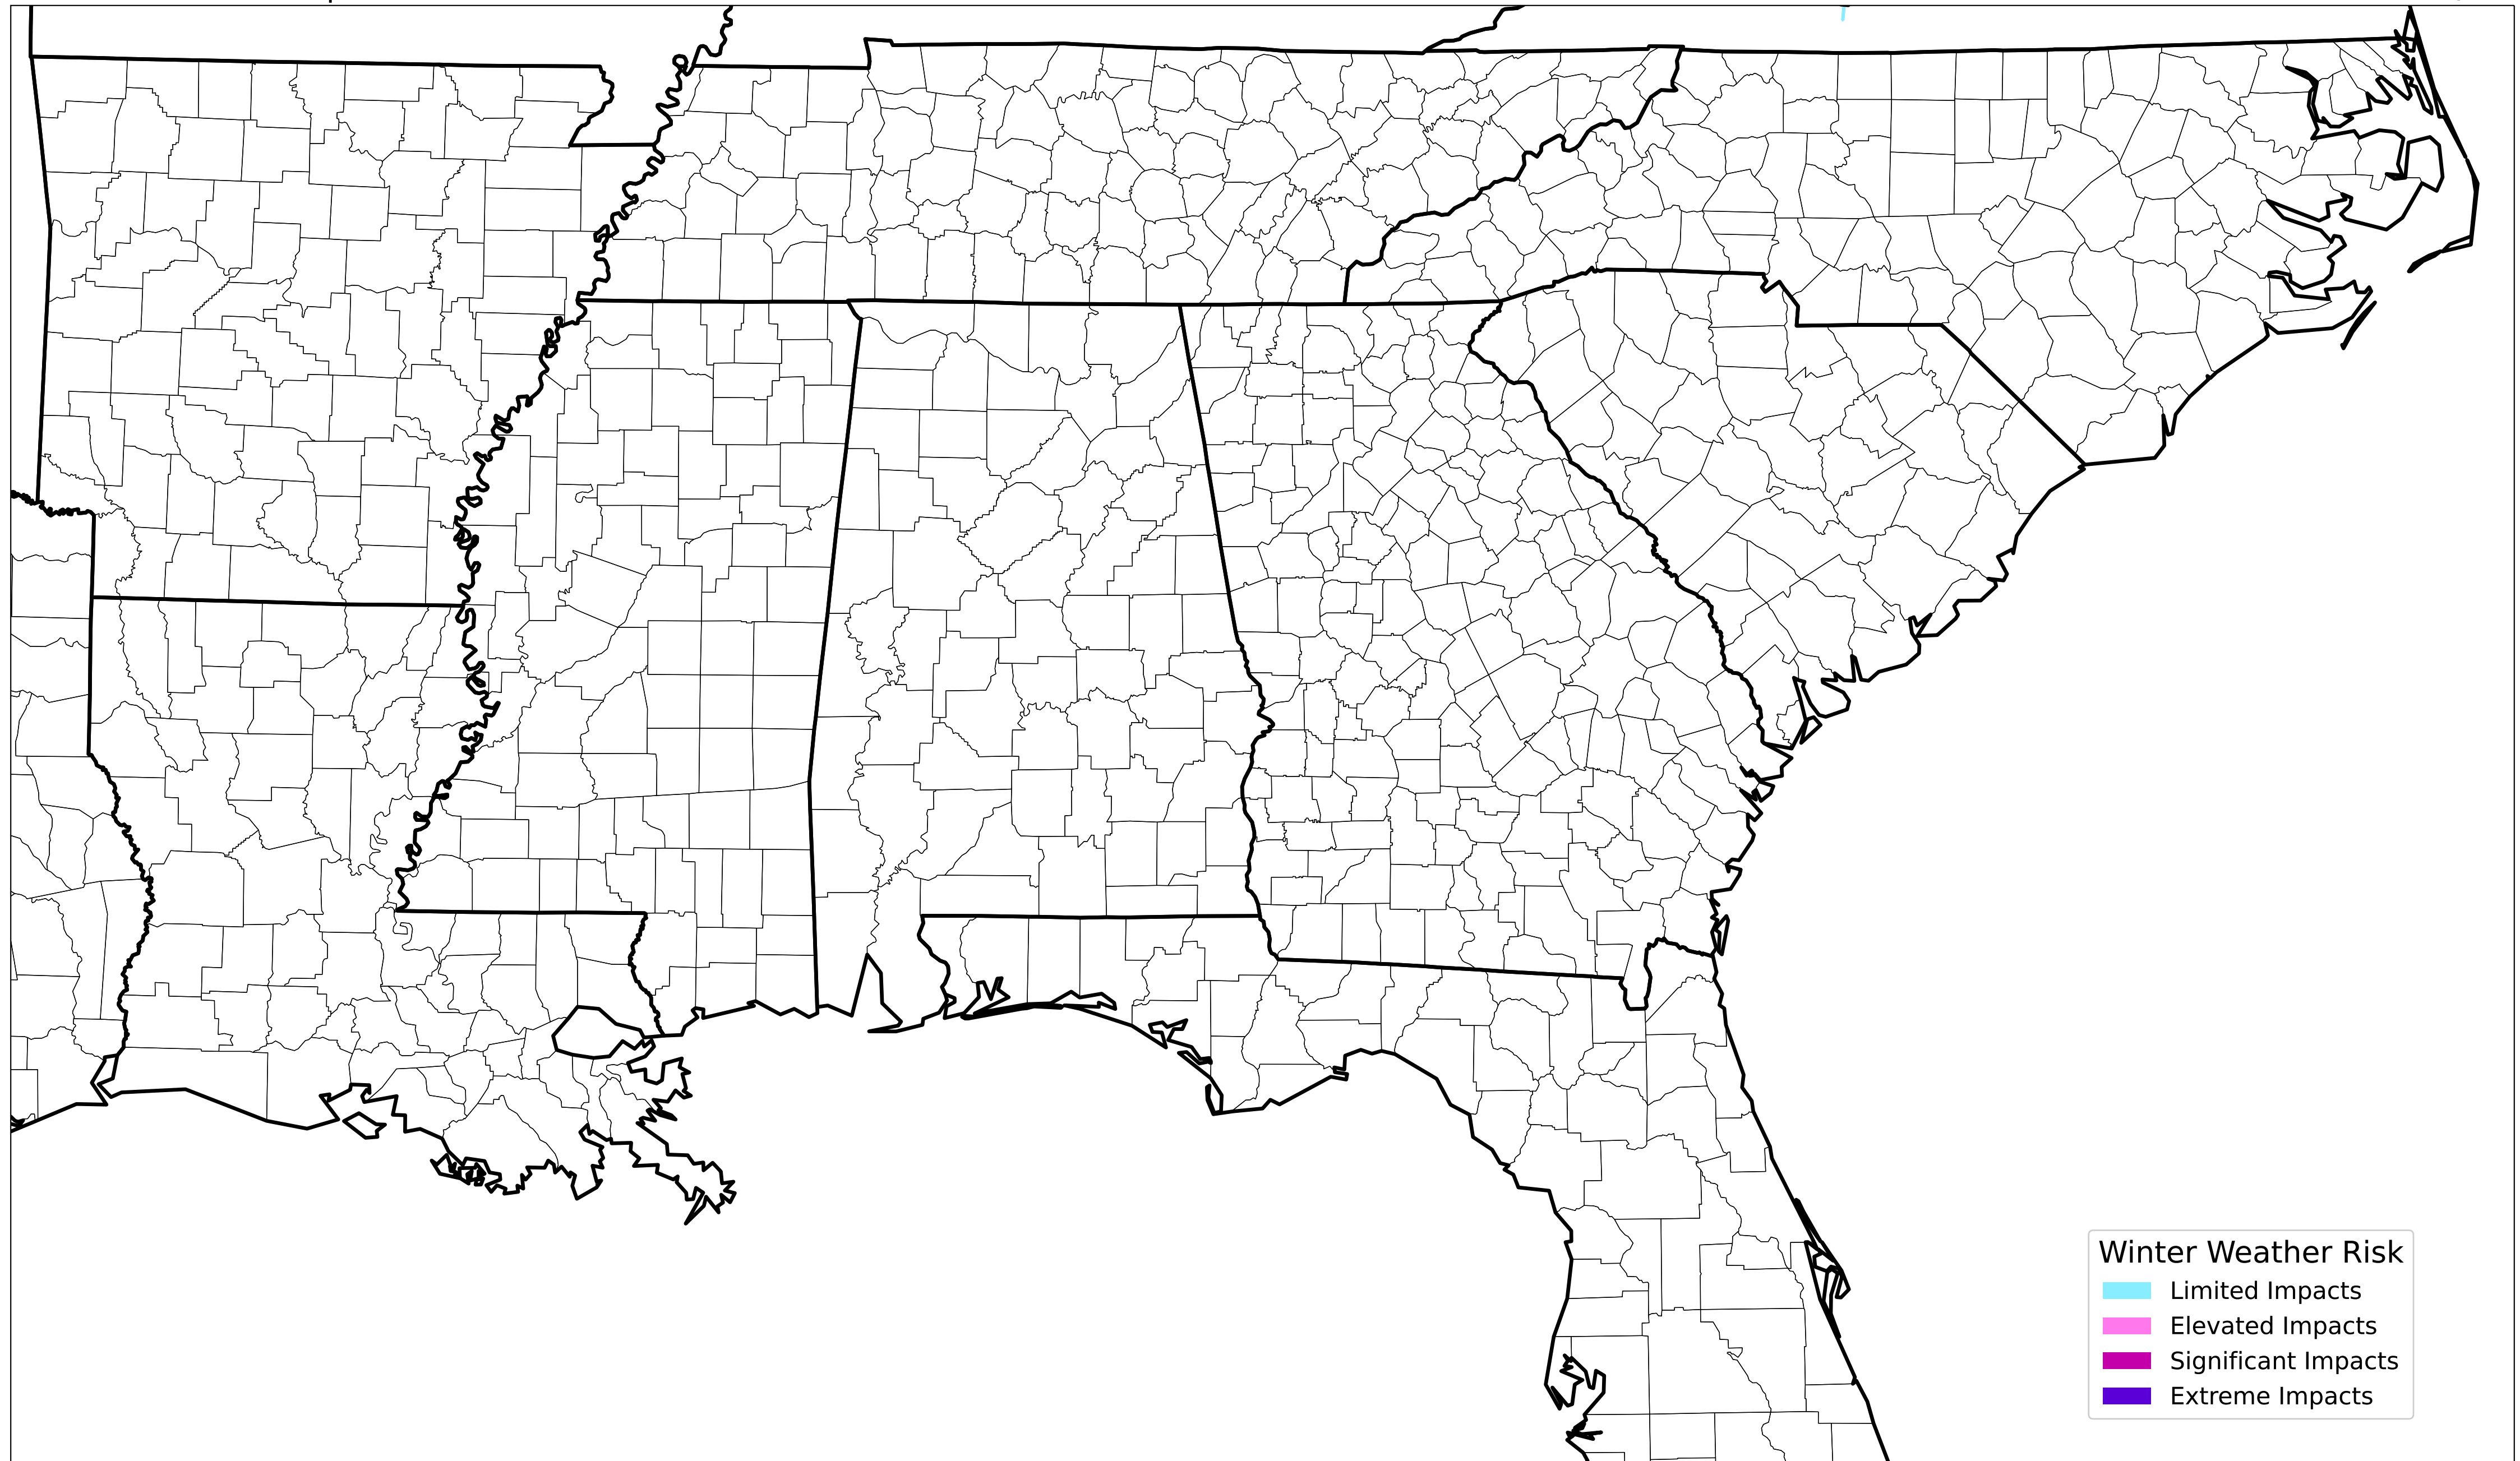 Winter Weather Risk
Limited Impacts
Elevated Impacts
Significant Impacts
Extreme Impacts